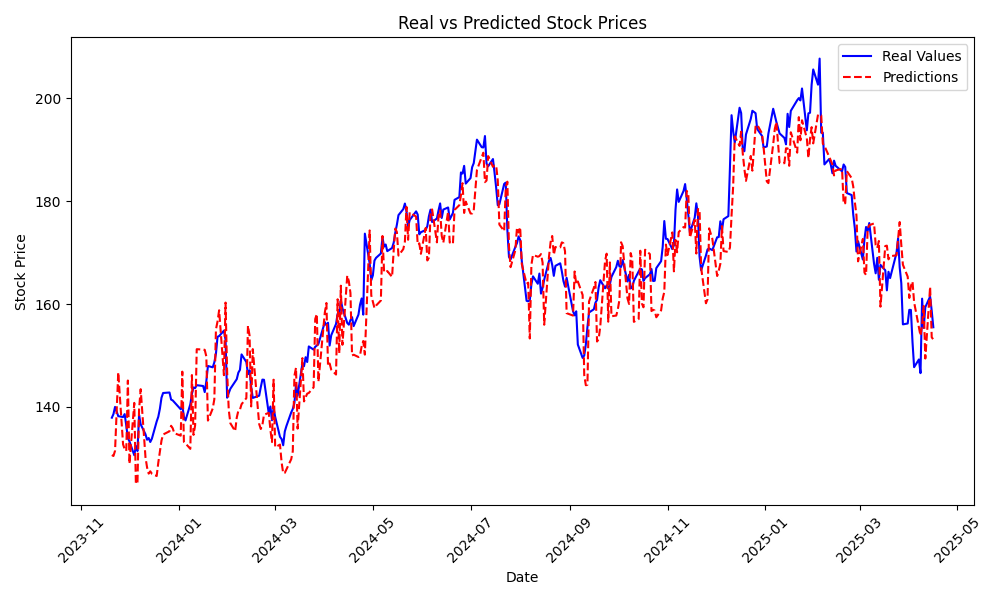 Real vs Predicted Stock Prices
Real Values
Predictions
Stock Price
200
180
160
140
2023-11
2024-01
2024-03
2024-05
2024-07
2024-09
2024-11
2025-01
2025-03
2025-05
Date